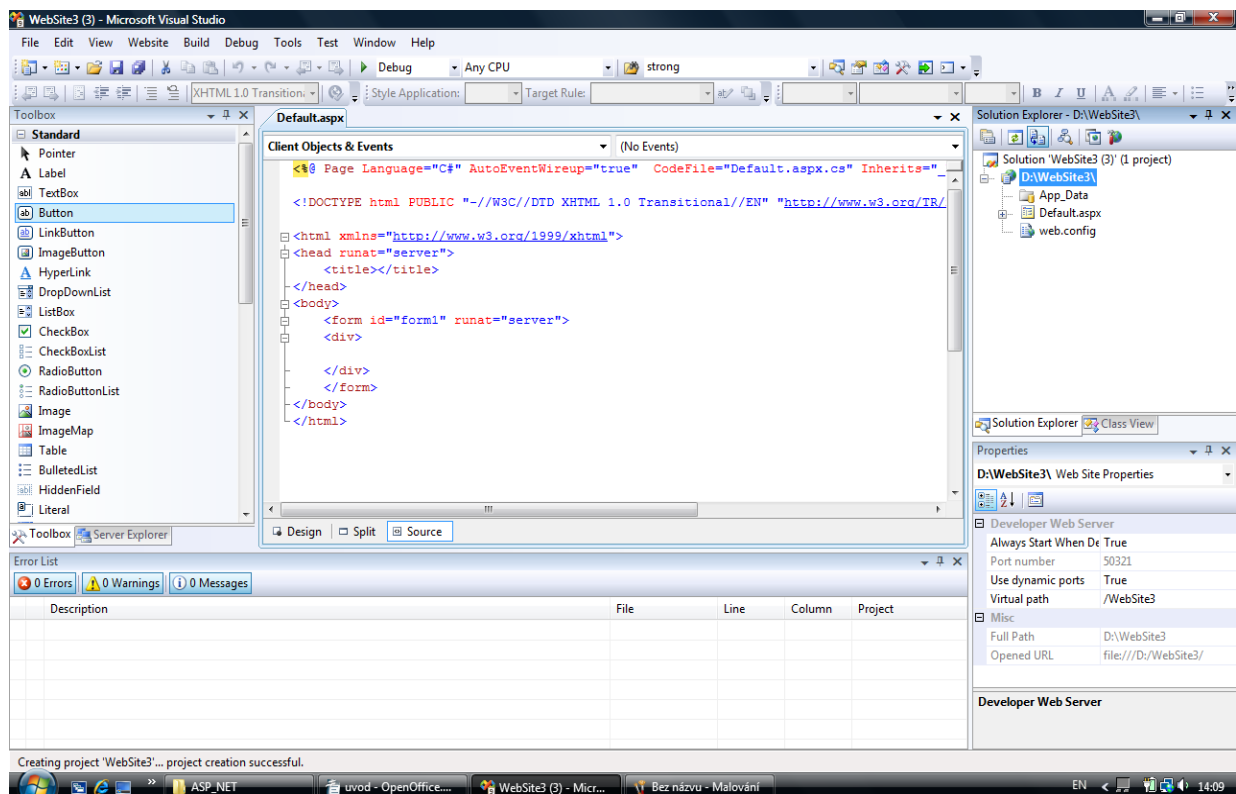 WebSite3 (3) - Microsoft Visual Studio
File Edit View Website Build Debug Tools Test Window Help
Debug Any CPU strong
XHTML 1.0 Transition Style Application: Target Rule: B I U A
Toolbox
Standard
Pointer
A Label
TextBox
Button
LinkButton
ImageButton
A HyperLink
DropDownList
ListBox
CheckBox
CheckBoxList
RadioButton
RadioButtonList
Image
ImageMap
Table
BulletedList
HiddenField
Literal
Toolbox Server Explorer
Default.aspx
Client Objects & Events (No Events)
<%@ Page Language="C#" AutoEventWireup="true" CodeFile="Default.aspx.cs" Inherits="_
<!DOCTYPE html PUBLIC "-//W3C//DTD XHTML 1.0 Transitional//EN" "http://www.w3.org/TR/
<html xmlns="http://www.w3.org/1999/xhtml">
<head runat="server">
<title></title>
</head>
<body>
<form id="form1" runat="server">
<div>
</div>
</form>
</body>
</html>
Design Split Source
Solution Explorer - D:\WebSite3\
Solution 'WebSite3 (3)' (1 project)
D:\WebSite3\
App_Data
Default.aspx
web.config
Solution Explorer Class View
Properties
D:\WebSite3\ Web Site Properties
Developer Web Server
Always Start When De True
Port number 50321
Use dynamic ports True
Virtual path /WebSite3
Misc
Full Path D:\WebSite3
Opened URL file:///D:/WebSite3/
Developer Web Server
Error List
0 Errors 0 Warnings 0 Messages
Description File Line Column Project
Creating project 'WebSite3'... project creation successful.
ASP_NET uvod - OpenOffice.... WebSite3 (3) - Micr... Bez názvu - Malování EN 14:09